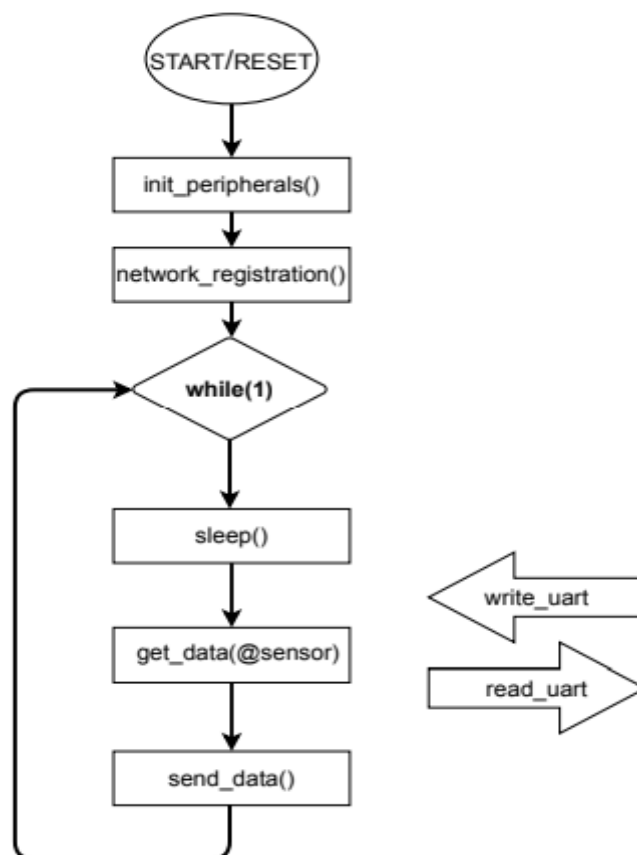 START/RESET
init_peripherals()
network_registration()
while(1)
sleep()
write_uart
get_data(@sensor)
read_uart
send_data()